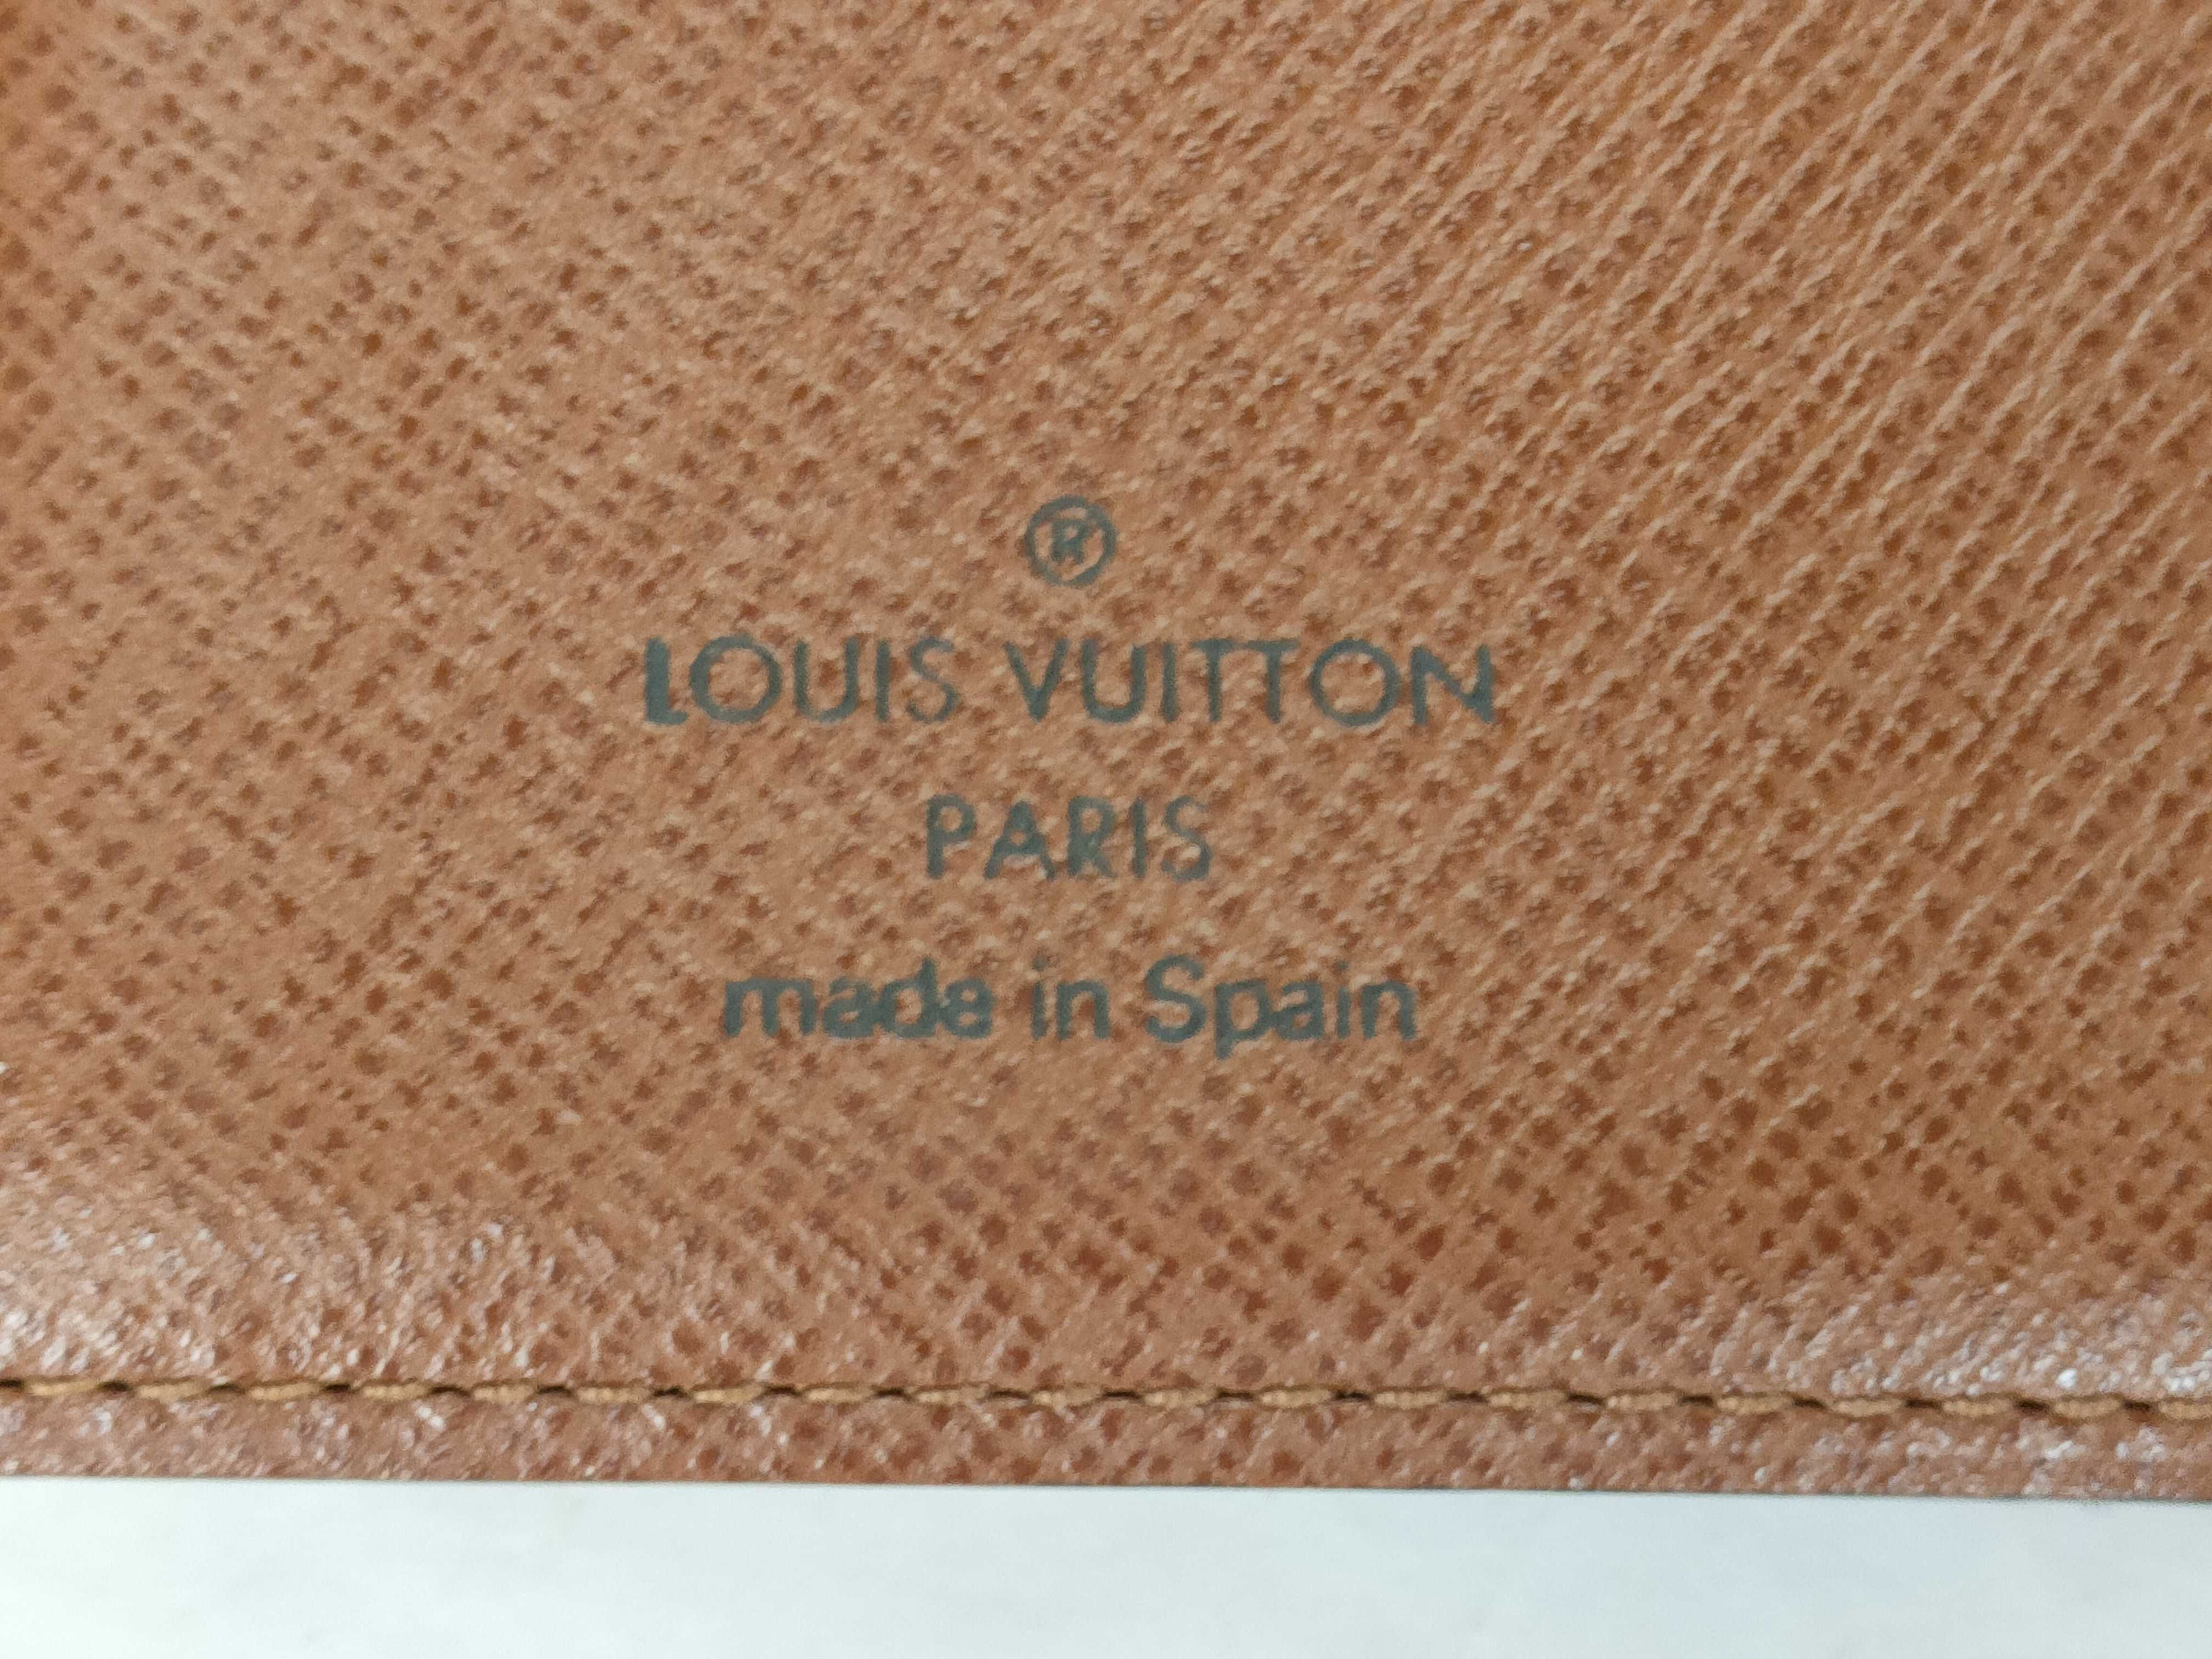 ®
LOUIS VUITTON
PARIS
made in Spain